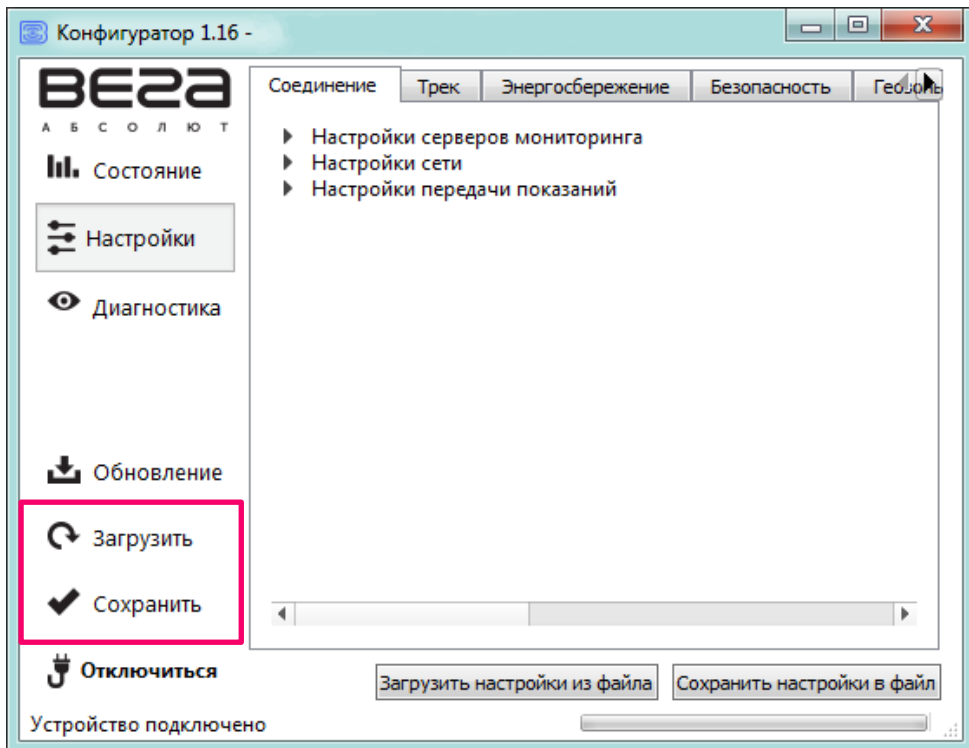 Конфигуратор 1.16 -
ВЕГА
АБСОЛЮТ
Состояние
Настройки
Диагностика
Обновление
Загрузить
Сохранить
Отключиться
Устройство подключено
Соединение Трек Энергосбережение Безопасность
Настройки серверов мониторинга
Настройки сети
Настройки передачи показаний
Загрузить настройки из файла Сохранить настройки в файл